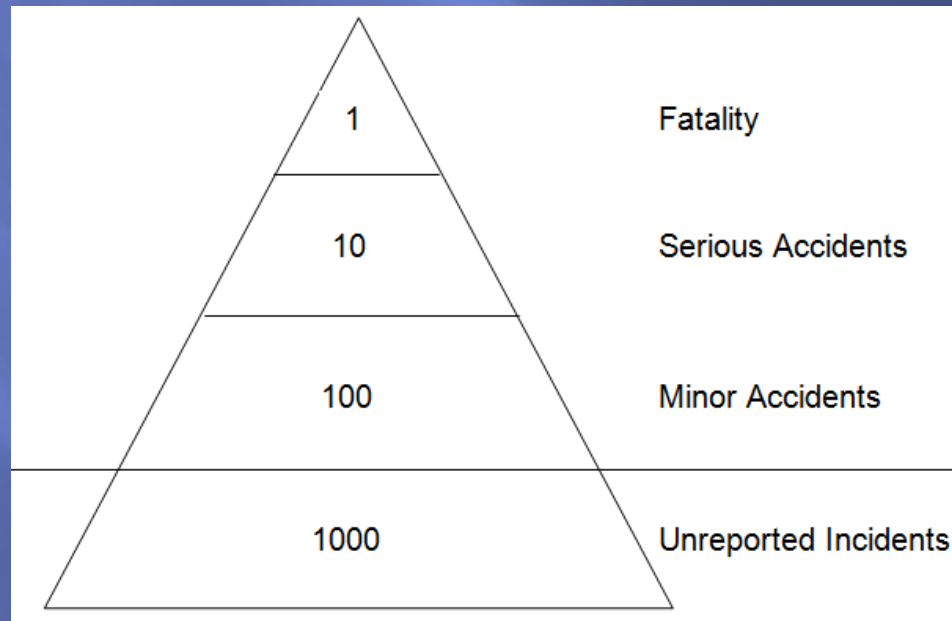 1 Fatality
10 Serious Accidents
100 Minor Accidents
1000 Unreported Incidents